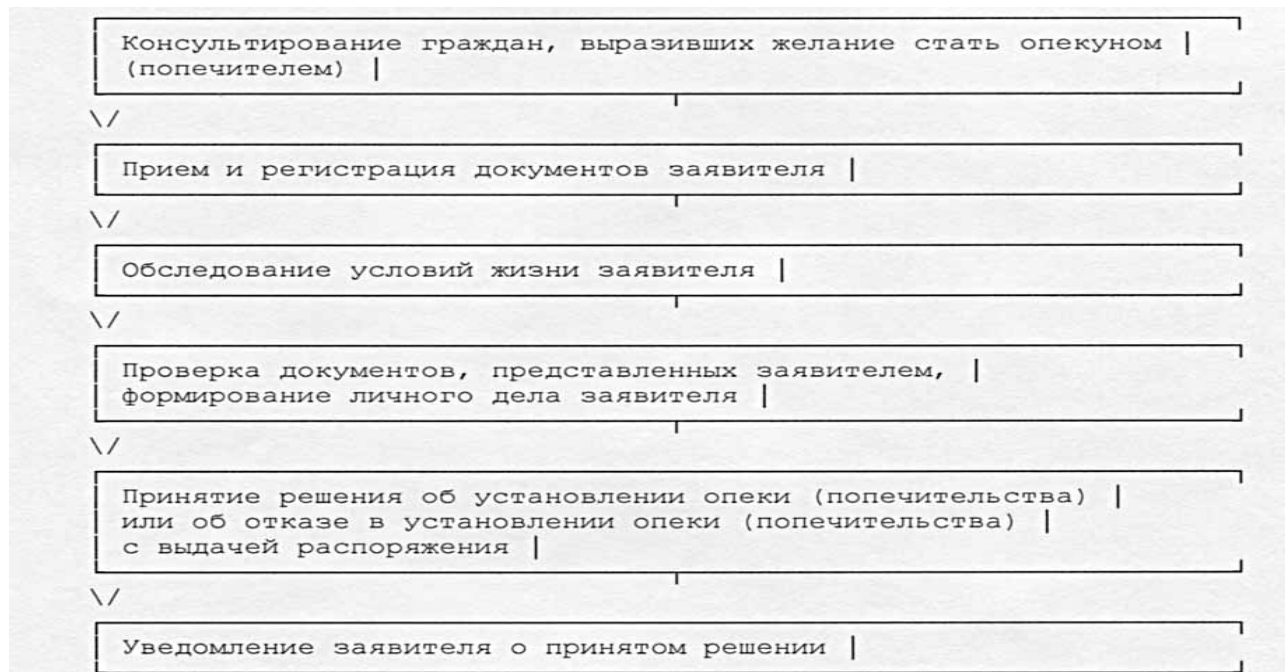 Консультирование граждан, выразивших желание стать опекуном |
(попечителем) |
\/
Прием и регистрация документов заявителя |
\/
Обследование условий жизни заявителя |
\/
Проверка документов, представленных заявителем, |
формирование личного дела заявителя |
\/
Принятие решения об установлении опеки (попечительства) |
или об отказе в установлении опеки (попечительства) |
с выдачей распоряжения |
\/
Уведомление заявителя о принятом решении |